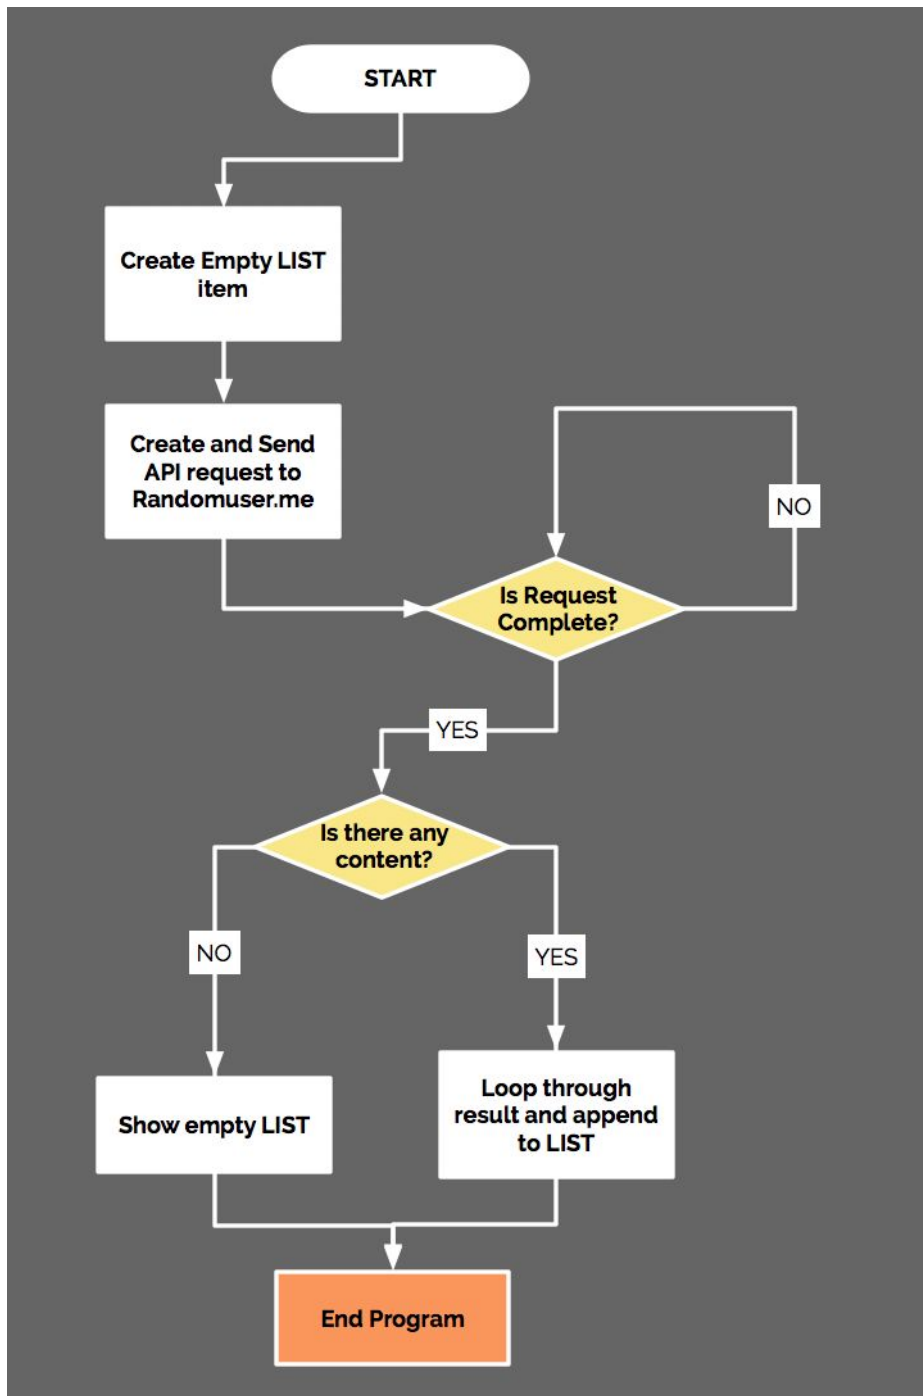 START
Create Empty LIST
item
Create and Send
API request to
Randomuser.me
NO
Is Request
Complete?
YES
Is there any
content?
NO
YES
Show empty LIST
Loop through
result and append
to LIST
End Program